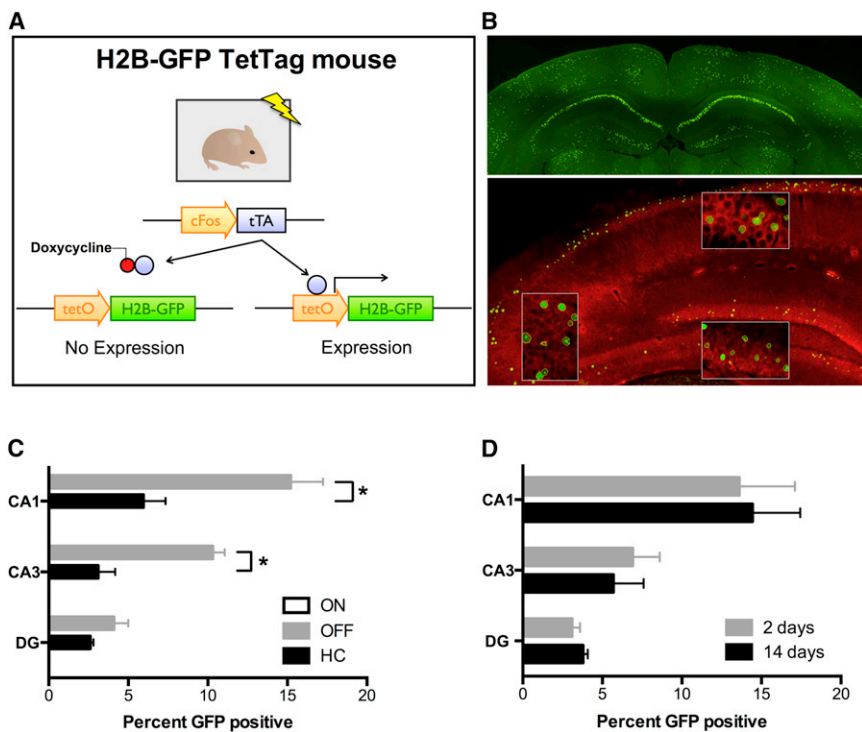 A
H2B-GFP TetTag mouse
cFos tTA
Doxycycline
tetO H2B-GFP
No Expression
tetO H2B-GFP
Expression
B
C
CA1
*
CA3
*
DG
ON
OFF
HC
0 5 10 15 20
Percent GFP positive
D
CA1
CA3
DG
2 days
14 days
0 5 10 15 20
Percent GFP positive